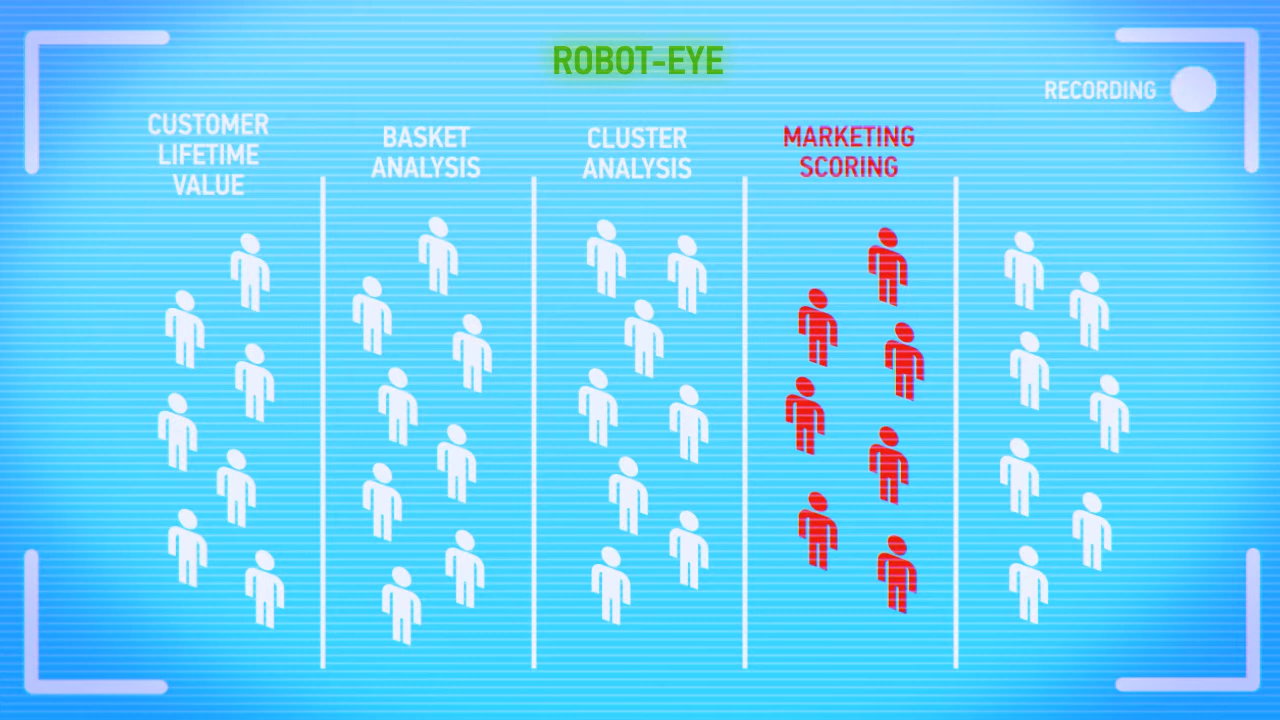 ROBOT-EYE
RECORDING
CUSTOMER
LIFETIME
VALUE
BASKET
ANALYSIS
CLUSTER
ANALYSIS
MARKETING
SCORING